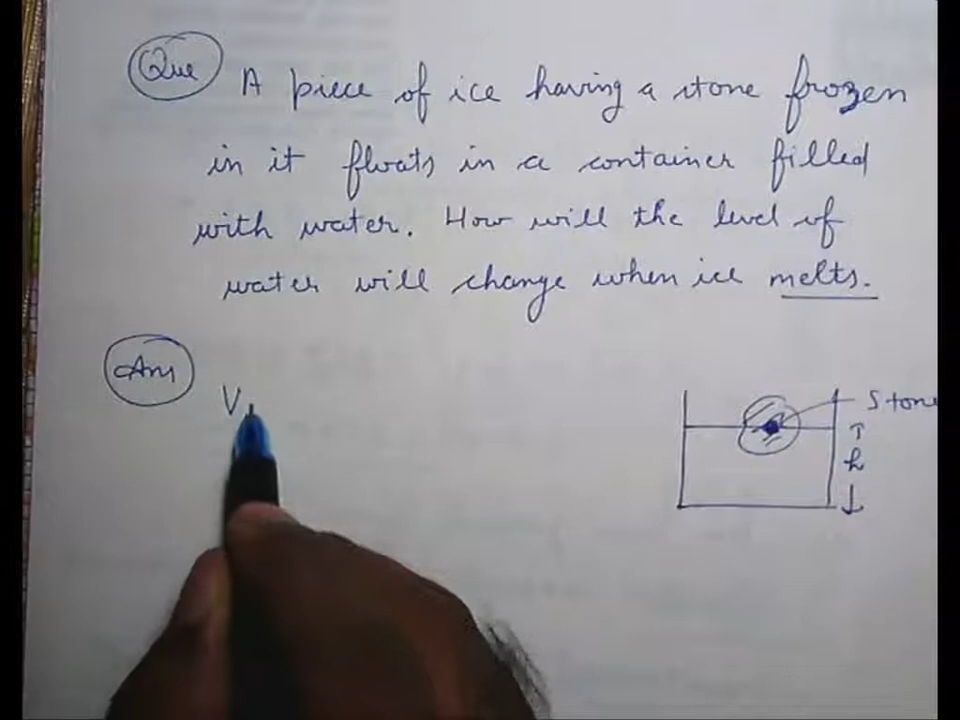 Que A piece of ice having a stone frozen
in it floats in a container filled
with water. How will the level of
water will change when ice melts.
Ans V
Stone
h